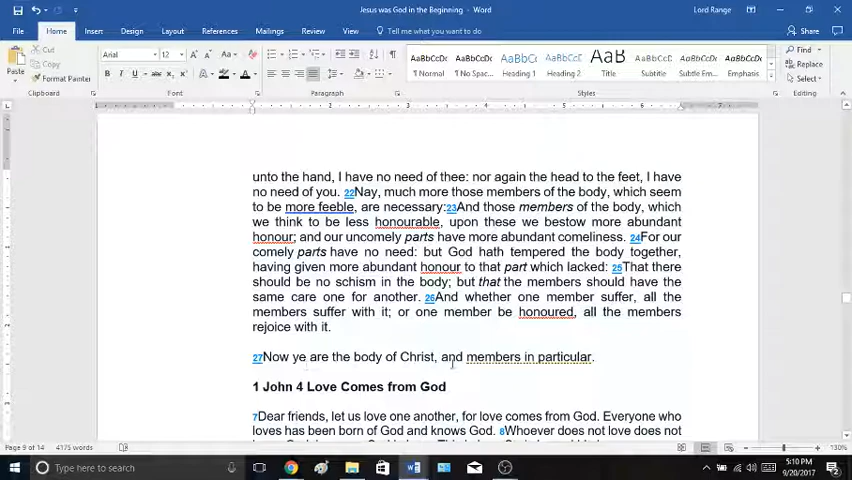 Jesus was God in the Beginning - Word
Lord Range
File Home Insert Draw Design Layout References Mailings Review View Tell me what you want to do
Share
Paste
Cut
Copy
Format Painter
Clipboard
Arial 12
Font
Paragraph
AaBbCcDc AaBbCcDc AaBbCc AaBbCcD AaB AaBbCcD AaBbCcDc AaBbCcDc
¶ Normal ¶ No Spac... Heading 1 Heading 2 Title Subtitle Subtle Em... Emphasis
Styles
Find
Replace
Select
Editing
unto the hand, I have no need of thee: nor again the head to the feet, I have
no need of you. 22Nay, much more those members of the body, which seem
to be more feeble, are necessary:23And those members of the body, which
we think to be less honourable, upon these we bestow more abundant
honour; and our uncomely parts have more abundant comeliness. 24For our
comely parts have no need: but God hath tempered the body together,
having given more abundant honour to that part which lacked: 25That there
should be no schism in the body; but that the members should have the
same care one for another. 26And whether one member suffer, all the
members suffer with it; or one member be honoured, all the members
rejoice with it.
27Now ye are the body of Christ, and members in particular.
1 John 4 Love Comes from God
7Dear friends, let us love one another, for love comes from God. Everyone who
loves has been born of God and knows God. 8Whoever does not love does not
Page 9 of 14 4175 words
130%
Type here to search
5:10 PM
9/20/2017